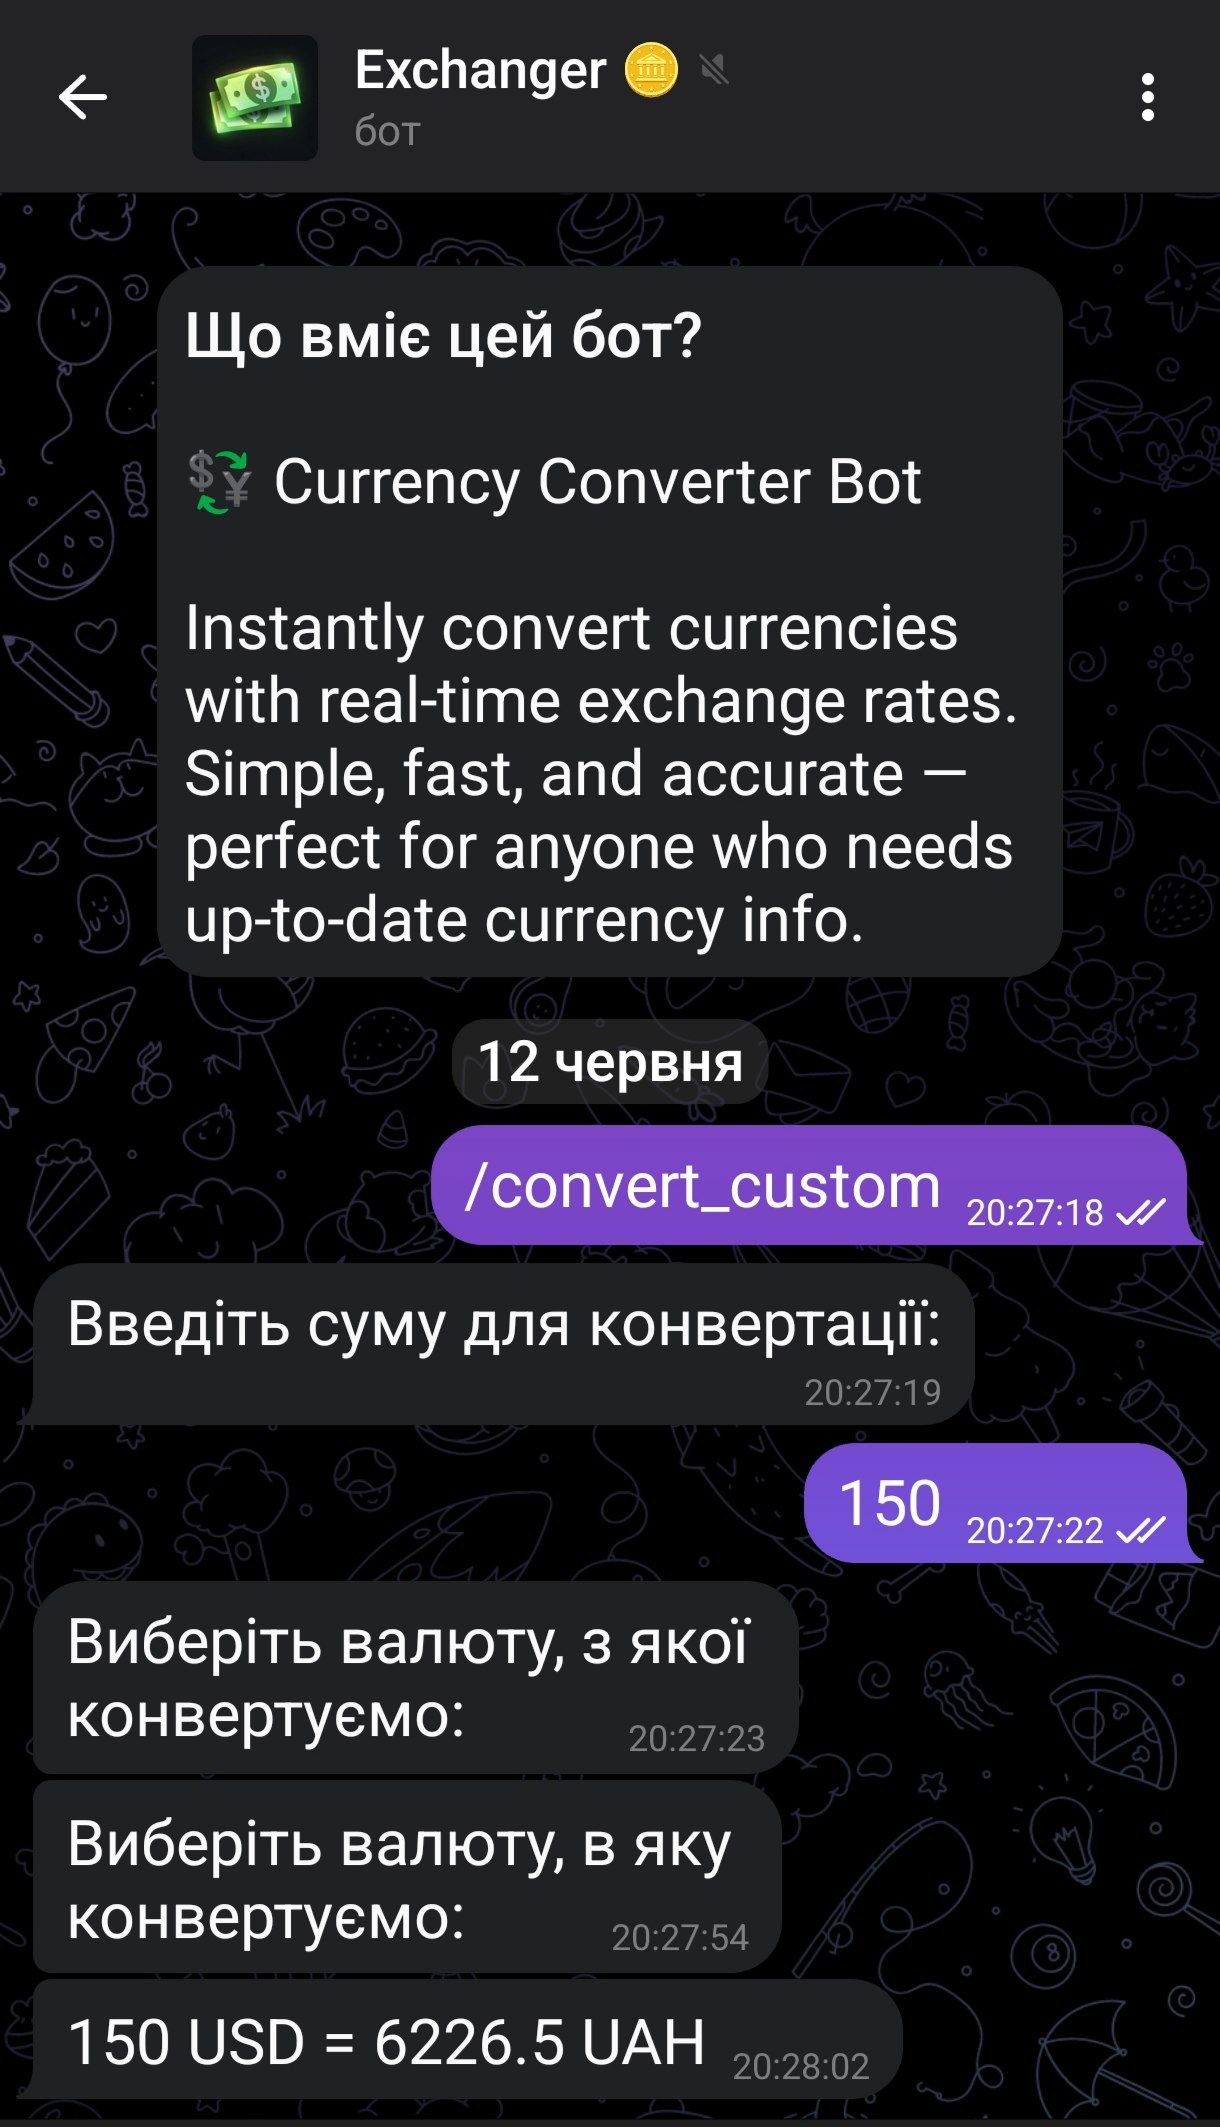 Exchanger
бот
Що вміє цей бот?
Currency Converter Bot
Instantly convert currencies
with real-time exchange rates.
Simple, fast, and accurate —
perfect for anyone who needs
up-to-date currency info.
12 червня
/convert_custom 20:27:18
Введіть суму для конвертації:
20:27:19
150 20:27:22
Виберіть валюту, з якої
конвертуємо: 20:27:23
Виберіть валюту, в яку
конвертуємо: 20:27:54
150 USD = 6226.5 UAH 20:28:02